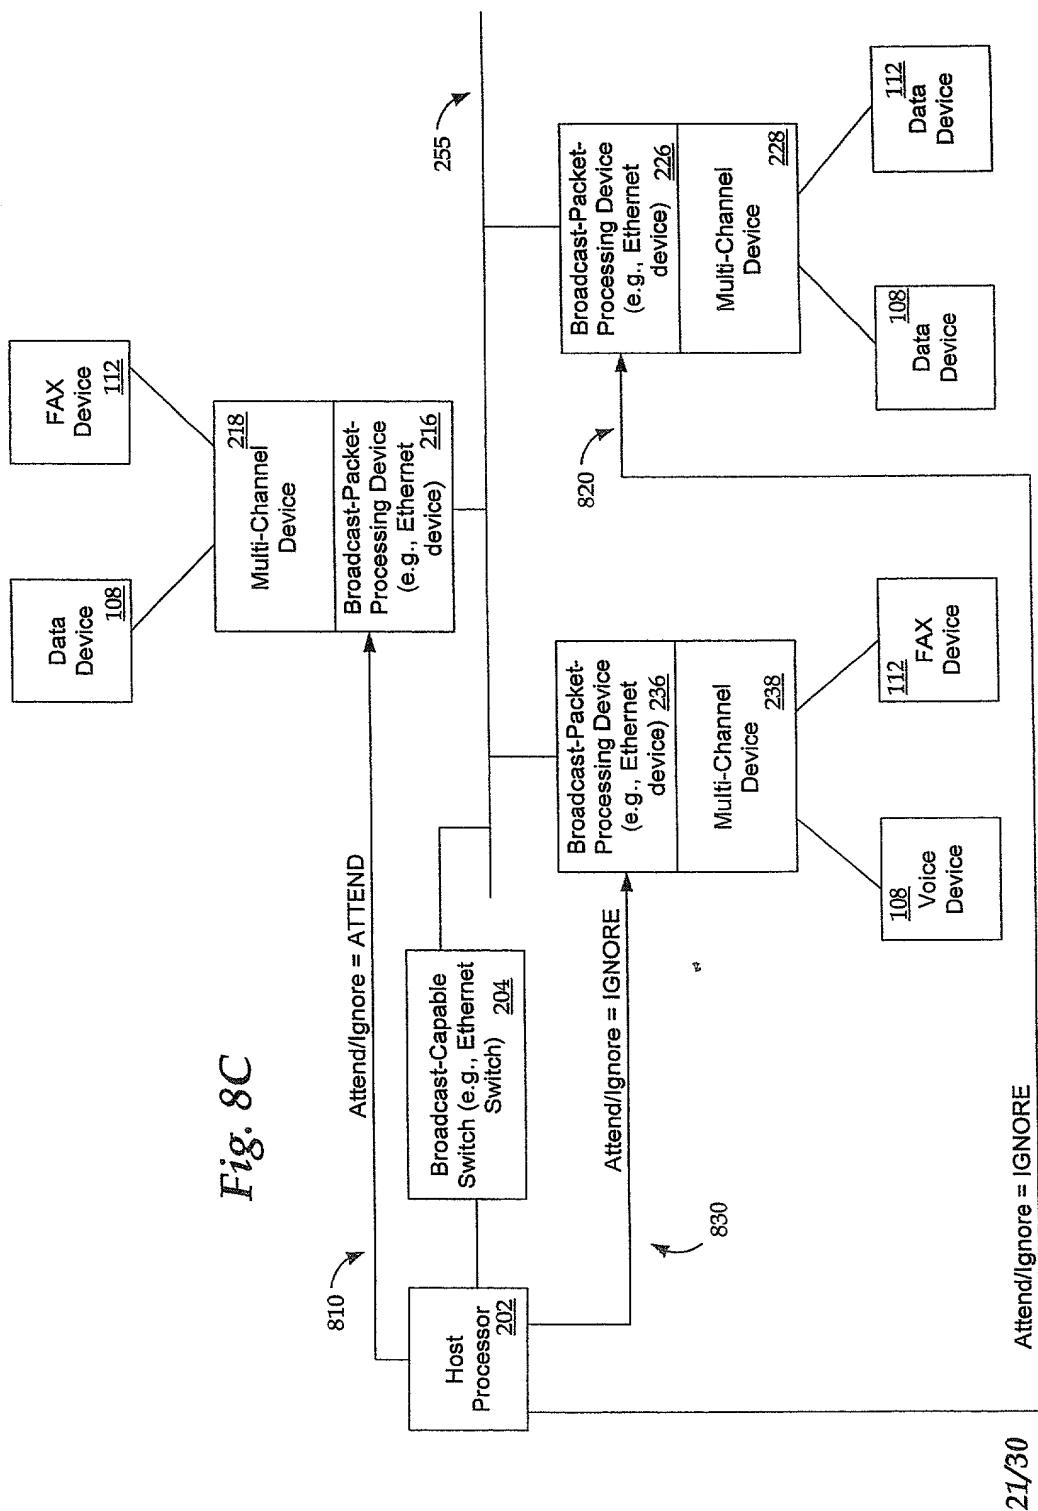 Fig. 8C
Data
Device
108
FAX
Device
112
218
Multi-Channel
Device
Broadcast-Packet-
Processing Device
(e.g., Ethernet
device)
216
255
810
Attend/Ignore = ATTEND
Host
Processor
202
Broadcast-Capable
Switch (e.g., Ethernet
Switch)
204
Attend/Ignore = IGNORE
830
Broadcast-Packet-
Processing Device
(e.g., Ethernet
device) 236
Multi-Channel
Device
238
108
Voice
Device
112
FAX
Device
820
Broadcast-Packet-
Processing Device
(e.g., Ethernet
device) 226
Multi-Channel
Device
228
108
Data
Device
112
Data
Device
Attend/Ignore = IGNORE
21/30